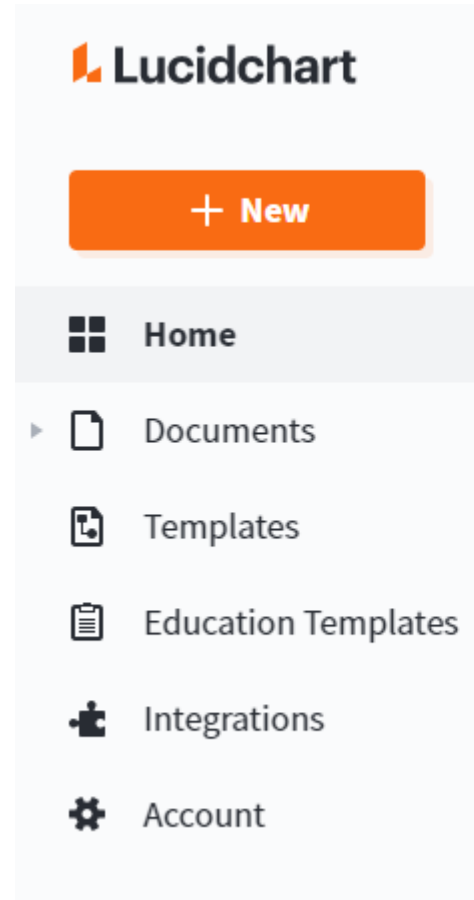 Lucidchart
+ New
Home
Documents
Templates
Education Templates
Integrations
Account